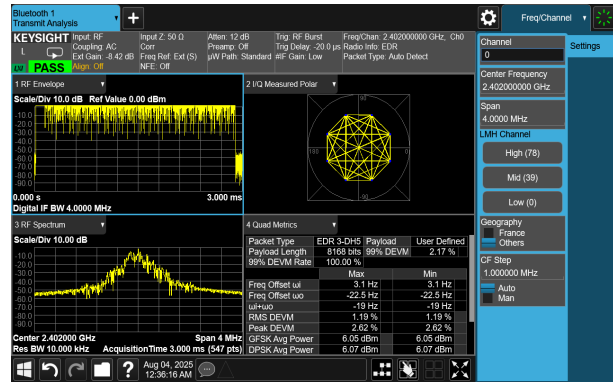 Bluetooth 1
Transmit Analysis
Freq/Channel
KEYSIGHT Input: RF Input Z: 50 Ω Atten: 12 dB Trig: RF Burst Freq/Chan: 2.402000000 GHz, Ch0
L Coupling: AC Corr Preamp: Off Trig Delay: -20.0 µs Radio Info: EDR
Ext Gain: -8.42 dB Freq Ref: Ext (S) µW Path: Standard #IF Gain: Low Packet Type: Auto Detect
LXI PASS Align: Off NFE: Off
1 RF Envelope
Scale/Div 10.0 dB Ref Value 0.00 dBm
-10.0
-20.0
-30.0
-40.0
-50.0
-60.0
-70.0
-80.0
-90.0
0.000 s 3.000 ms
Digital IF BW 4.0000 MHz
2 I/Q Measured Polar
90
180
0
-90
3 RF Spectrum
Scale/Div 10.00 dB
-10.0
-20.0
-30.0
-40.0
-50.0
-60.0
-70.0
-80.0
-90.0
Center 2.402000 GHz Span 4 MHz
Res BW 10.000 kHz AcquisitionTime 3.000 ms (547 pts)
4 Quad Metrics
Packet Type EDR 3-DH5 Payload User Defined
Payload Length 8168 bits 99% DEVM 2.17 %
99% DEVM Rate 100.00 %
Max Min
Freq Offset ωi 3.1 Hz 3.1 Hz
Freq Offset ωo -22.5 Hz -22.5 Hz
ωi+ωo -19 Hz -19 Hz
RMS DEVM 1.19 % 1.19 %
Peak DEVM 2.62 % 2.62 %
GFSK Avg Power 6.05 dBm 6.05 dBm
DPSK Avg Power 6.07 dBm 6.07 dBm
Channel
0
Settings
Center Frequency
2.402000000 GHz
Span
4.0000 MHz
LMH Channel
High (78)
Mid (39)
Low (0)
Geography
France
Others
CF Step
1.000000 MHz
Auto
Man
Aug 04, 2025
12:36:16 AM